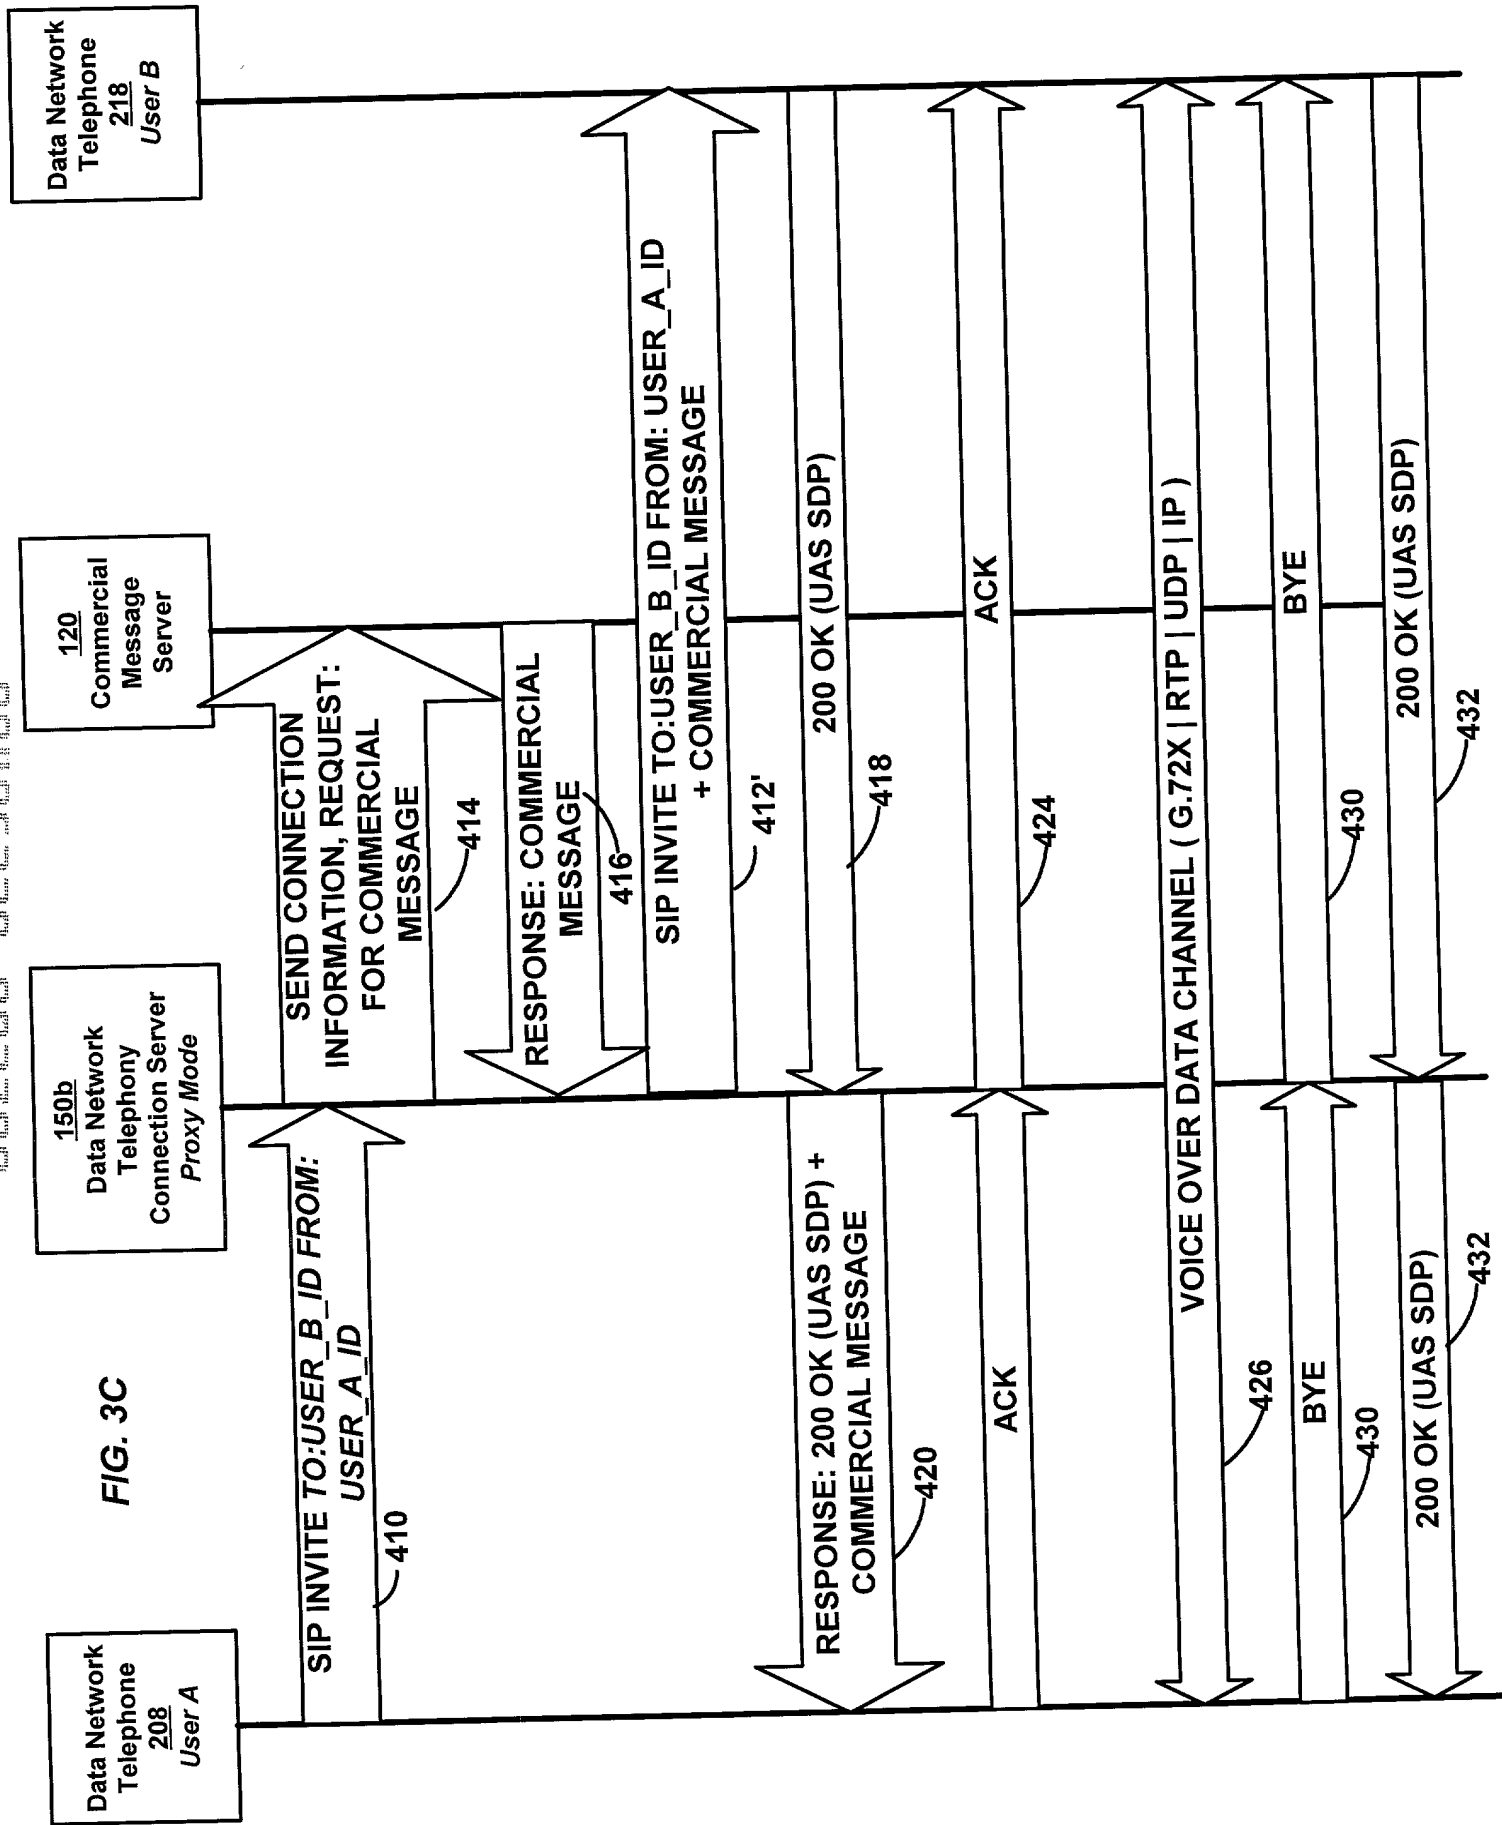 FIG. 3C
Data Network
Telephone
208
User A
150b
Data Network
Telephony
Connection Server
Proxy Mode
120
Commercial
Message
Server
Data Network
Telephone
218
User B
SIP INVITE TO:USER_B_ID FROM:
USER_A_ID
410
SEND CONNECTION
INFORMATION, REQUEST:
FOR COMMERCIAL
MESSAGE
414
RESPONSE: COMMERCIAL
MESSAGE
416
SIP INVITE TO:USER_B_ID FROM: USER_A_ID
+ COMMERCIAL MESSAGE
412'
200 OK (UAS SDP)
418
RESPONSE: 200 OK (UAS SDP) +
COMMERCIAL MESSAGE
420
ACK
ACK
424
VOICE OVER DATA CHANNEL ( G.72X | RTP | UDP | IP )
426
BYE
430
BYE
430
200 OK (UAS SDP)
432
200 OK (UAS SDP)
432